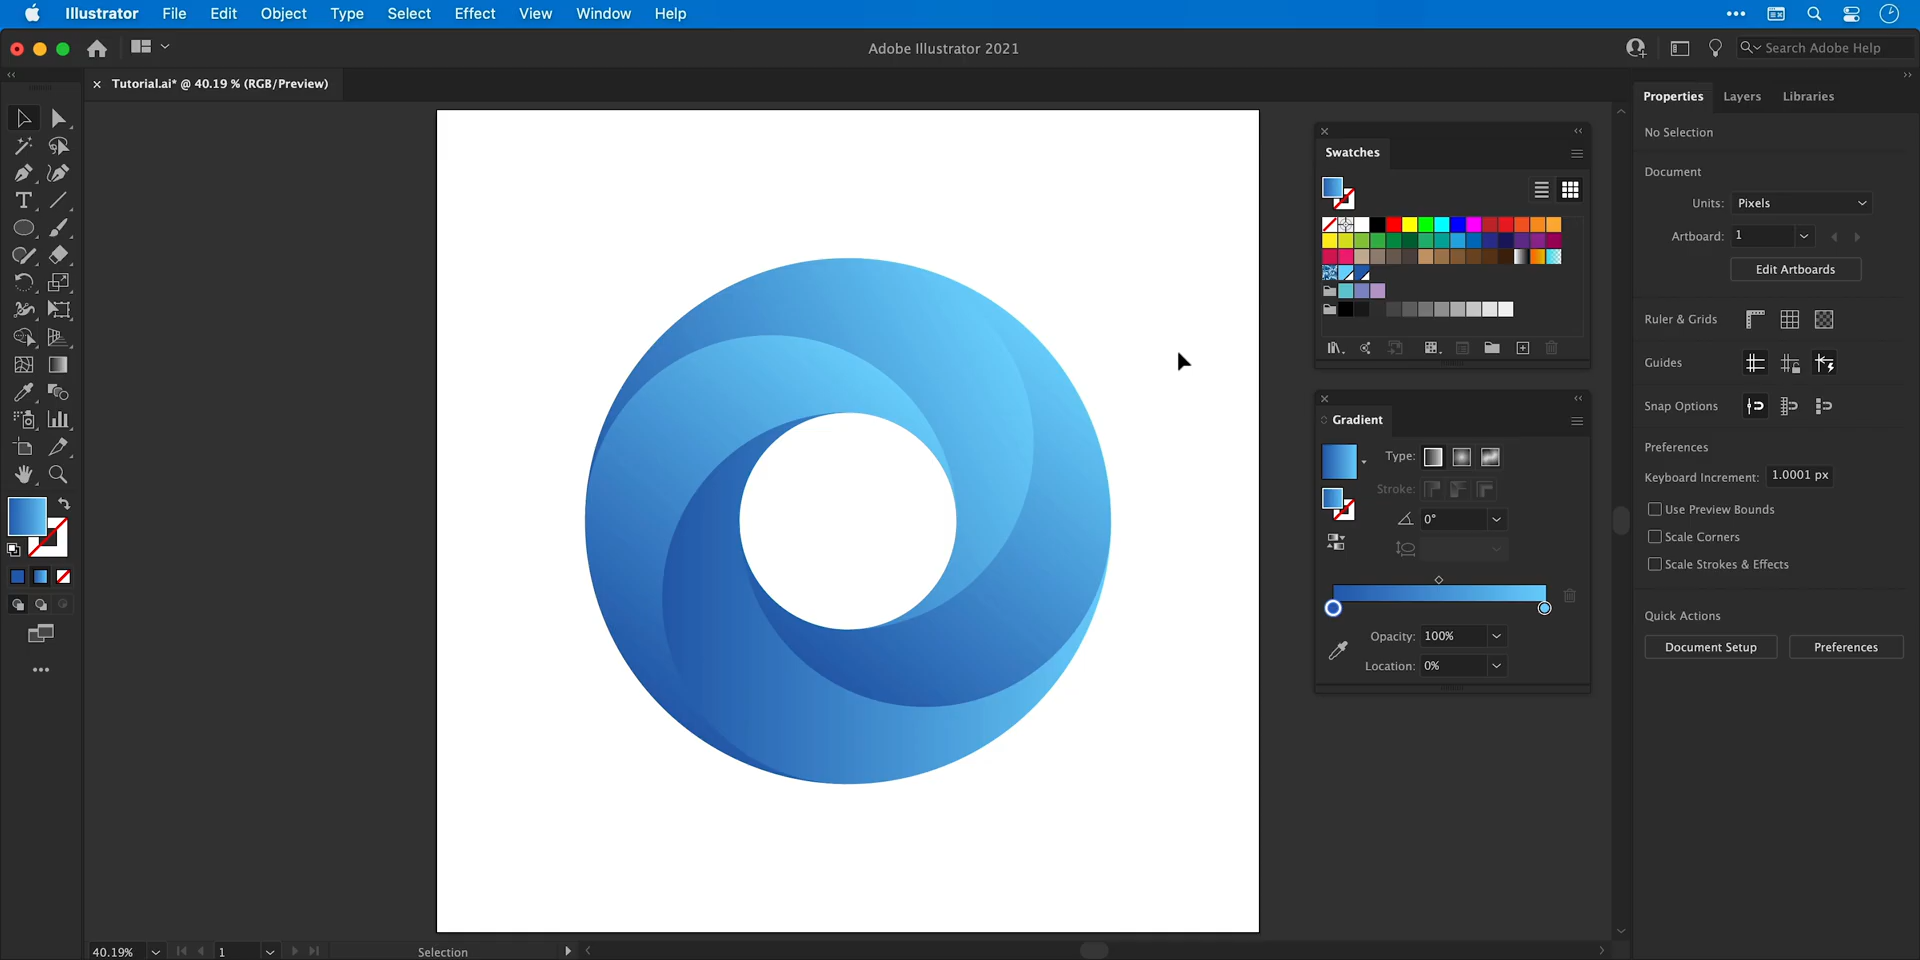 Illustrator File Edit Object Type Select Effect View Window Help
Adobe Illustrator 2021
Search Adobe Help
Tutorial.ai* @ 40.19 % (RGB/Preview)
Properties Layers Libraries
No Selection
Document
Units: Pixels
Artboard: 1
Edit Artboards
Ruler & Grids
Guides
Snap Options
Preferences
Keyboard Increment: 1.0001 px
Use Preview Bounds
Scale Corners
Scale Strokes & Effects
Quick Actions
Document Setup Preferences
Swatches
Gradient
Type:
Stroke:
0°
Opacity: 100%
Location: 0%
40.19% 1 Selection